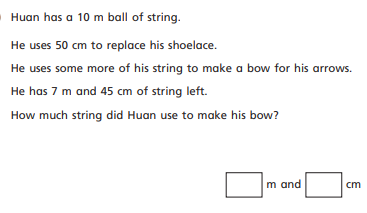 Huan has a 10 m ball of string.
He uses 50 cm to replace his shoelace.
He uses some more of his string to make a bow for his arrows.
He has 7 m and 45 cm of string left.
How much string did Huan use to make his bow?
m and cm